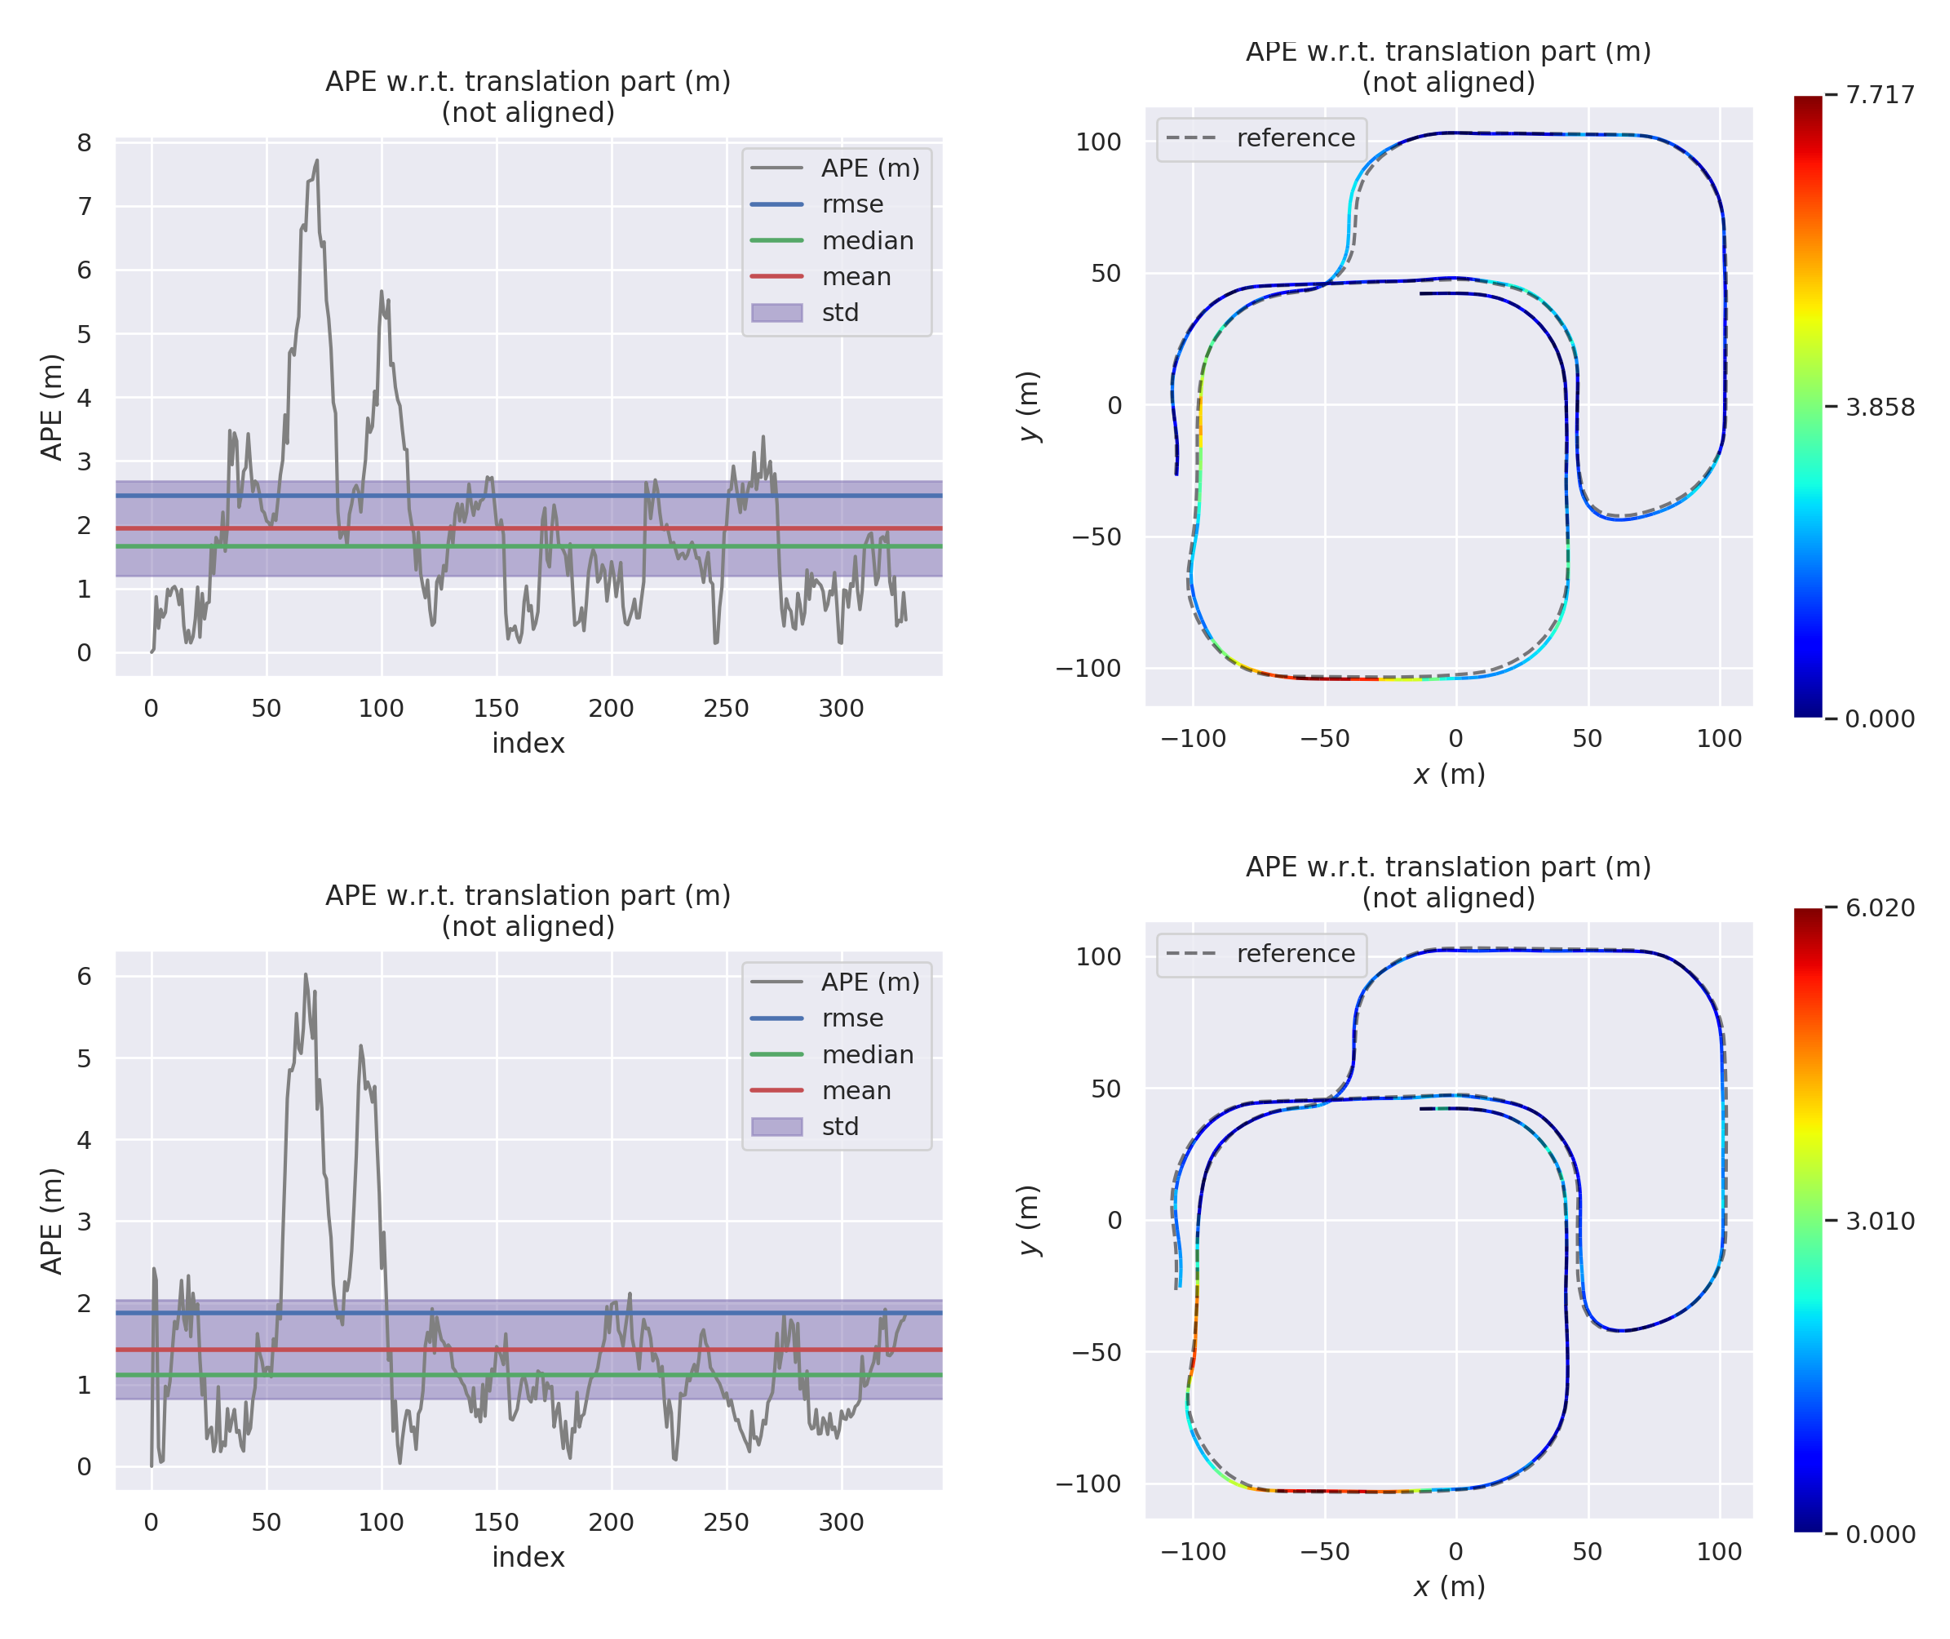 APE w.r.t. translation part (m)
(not aligned)
8
7
6
5
4
3
2
1
0
APE (m)
APE (m)
rmse
median
mean
std
0
50
100
150
200
250
300
index
APE w.r.t. translation part (m)
(not aligned)
reference
100
50
0
−50
−100
y (m)
−100
−50
0
50
100
x (m)
7.717
3.858
0.000
APE w.r.t. translation part (m)
(not aligned)
6
5
4
3
2
1
0
APE (m)
APE (m)
rmse
median
mean
std
0
50
100
150
200
250
300
index
APE w.r.t. translation part (m)
(not aligned)
reference
100
50
0
−50
−100
y (m)
−100
−50
0
50
100
x (m)
6.020
3.010
0.000